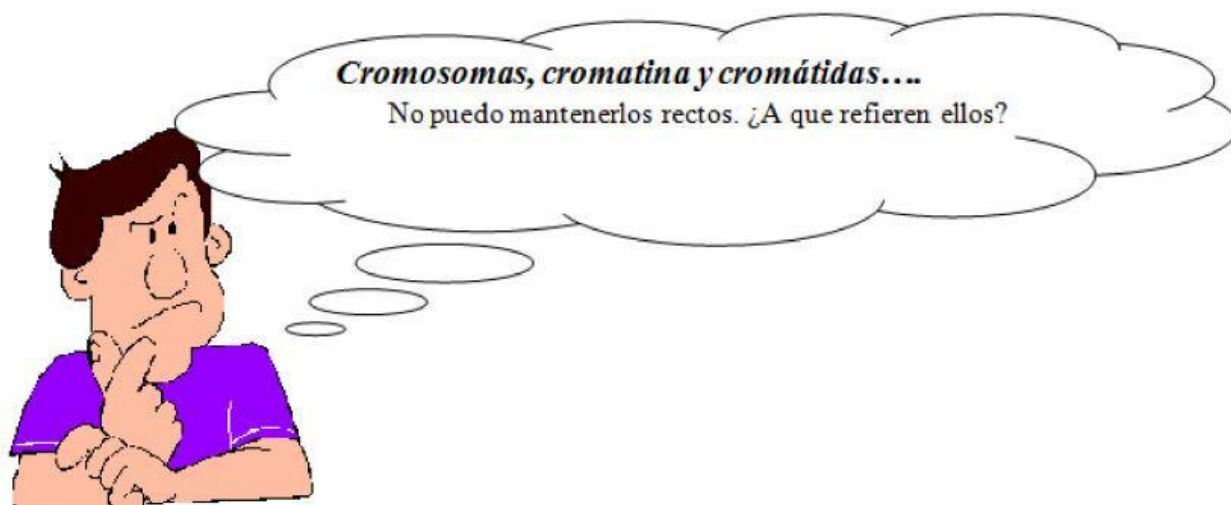 Cromosomas, cromatina y cromátidas….
No puedo mantenerlos rectos. ¿A que refieren ellos?